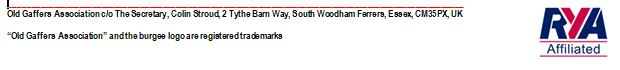 Old Gaffers Association c/o The Secretary, Colin Stroud, 2 Tythe Barn Way, South Woodham Ferrers, Essex, CM35PX, UK
"Old Gaffers Association" and the burgee logo are registered trademarks
RYA
Affiliated